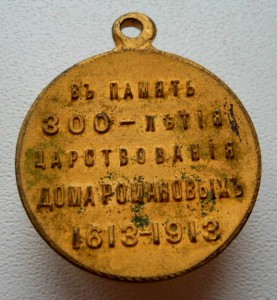 ВЪ ПАМЯТЬ
300-ЛѢТІЯ
ЦАРСТВОВАНІЯ
ДОМА РОМАНОВЫХЪ
1613-1913